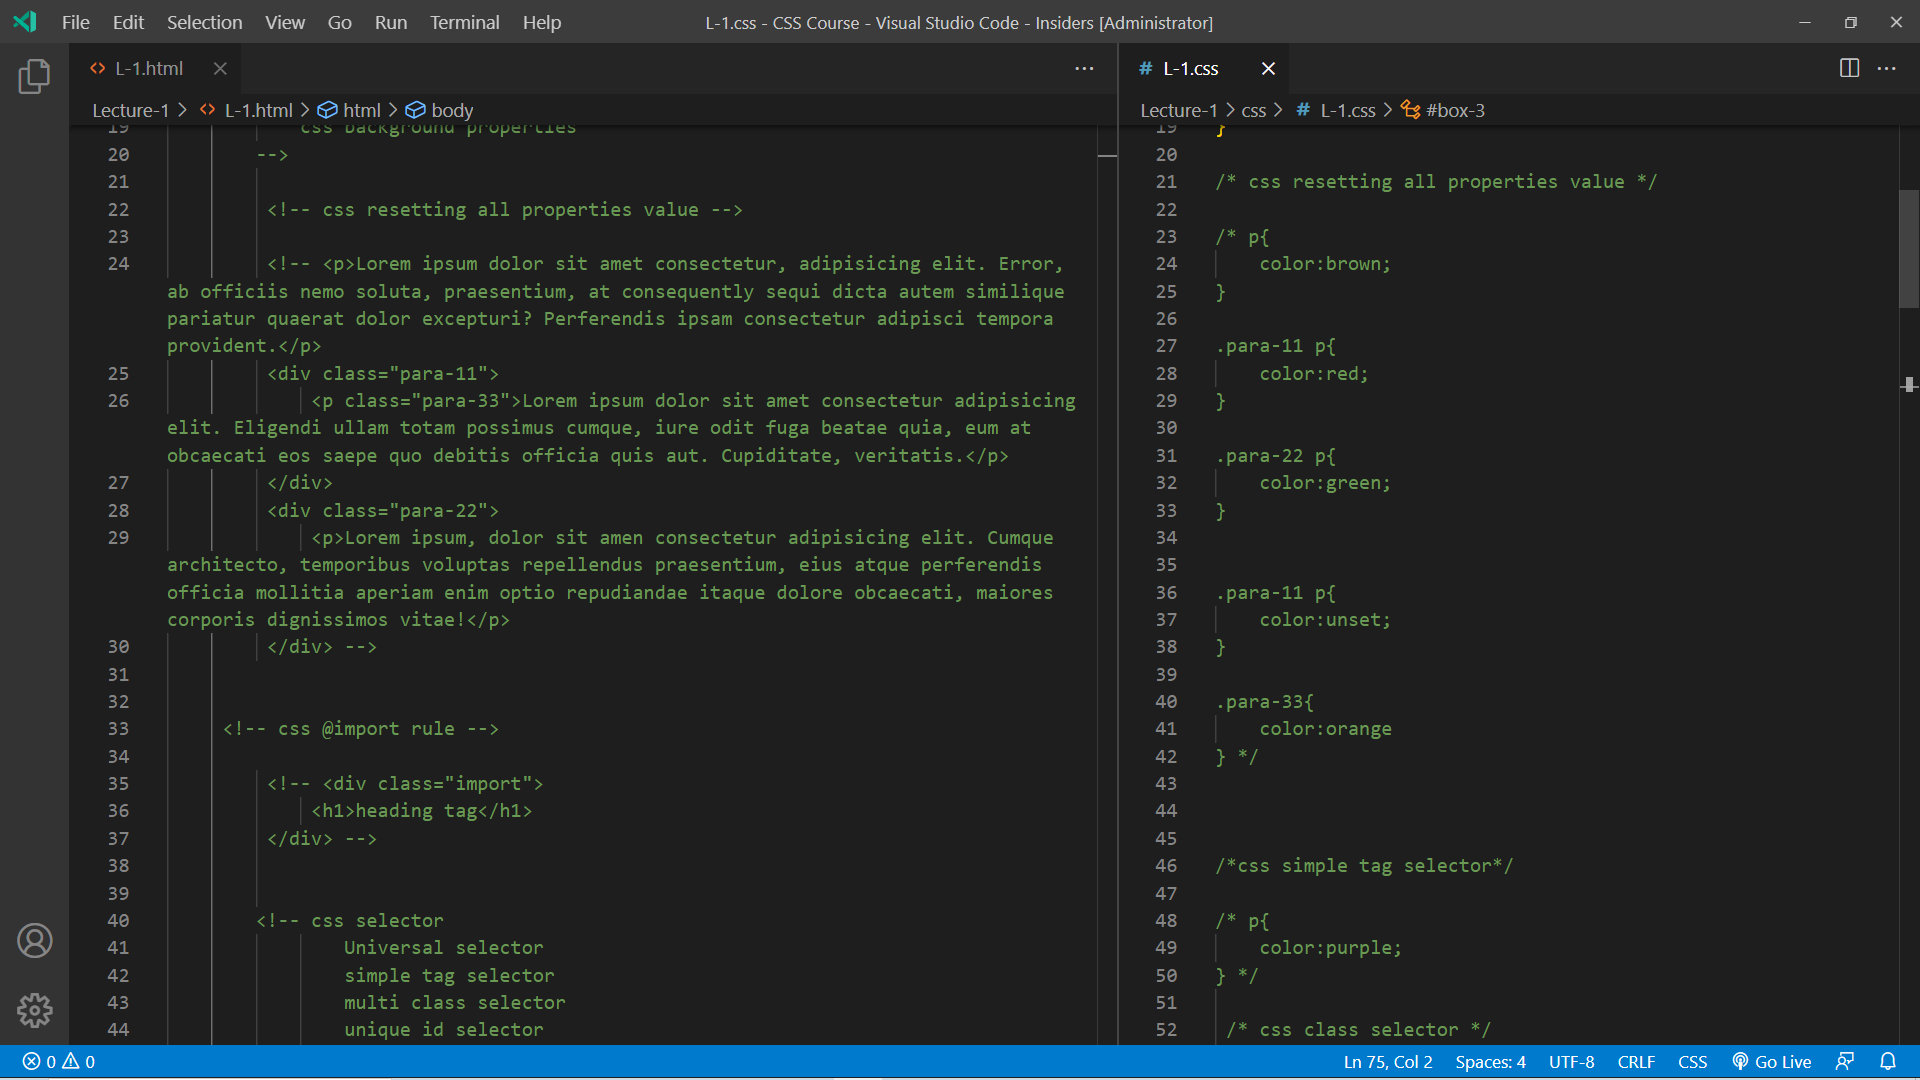 File Edit Selection View Go Run Terminal Help
L-1.css - CSS Course - Visual Studio Code - Insiders [Administrator]
L-1.html
Lecture-1 > L-1.html > html > body
19 css background properties
20 -->
21
22 <!-- css resetting all properties value -->
23
24 <!-- <p>Lorem ipsum dolor sit amet consectetur, adipisicing elit. Error,
ab officiis nemo soluta, praesentium, at consequently sequi dicta autem similique
pariatur quaerat dolor excepturi? Perferendis ipsam consectetur adipisci tempora
provident.</p>
25 <div class="para-11">
26 <p class="para-33">Lorem ipsum dolor sit amet consectetur adipisicing
elit. Eligendi ullam totam possimus cumque, iure odit fuga beatae quia, eum at
obcaecati eos saepe quo debitis officia quis aut. Cupiditate, veritatis.</p>
27 </div>
28 <div class="para-22">
29 <p>Lorem ipsum, dolor sit amen consectetur adipisicing elit. Cumque
architecto, temporibus voluptas repellendus praesentium, eius atque perferendis
officia mollitia aperiam enim optio repudiandae itaque dolore obcaecati, maiores
corporis dignissimos vitae!</p>
30 </div> -->
31
32
33 <!-- css @import rule -->
34
35 <!-- <div class="import">
36 <h1>heading tag</h1>
37 </div> -->
38
39
40 <!-- css selector
41 Universal selector
42 simple tag selector
43 multi class selector
44 unique id selector
# L-1.css
Lecture-1 > css > # L-1.css > #box-3
19 }
20
21 /* css resetting all properties value */
22
23 /* p{
24 color:brown;
25 }
26
27 .para-11 p{
28 color:red;
29 }
30
31 .para-22 p{
32 color:green;
33 }
34
35
36 .para-11 p{
37 color:unset;
38 }
39
40 .para-33{
41 color:orange
42 } */
43
44
45
46 /*css simple tag selector*/
47
48 /* p{
49 color:purple;
50 } */
51
52 /* css class selector */
0 0
Ln 75, Col 2 Spaces: 4 UTF-8 CRLF CSS Go Live